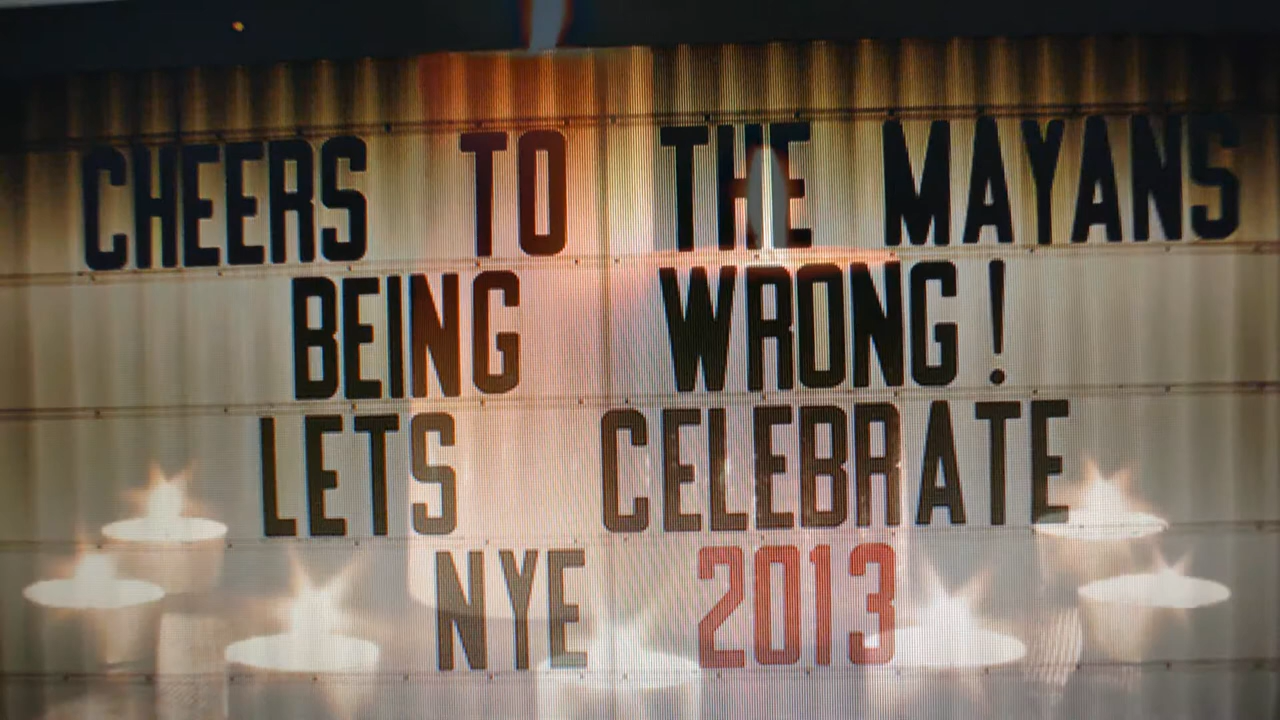 CHEERS TO THE MAYANS
BEING WRONG!
LETS CELEBRATE
NYE 2013